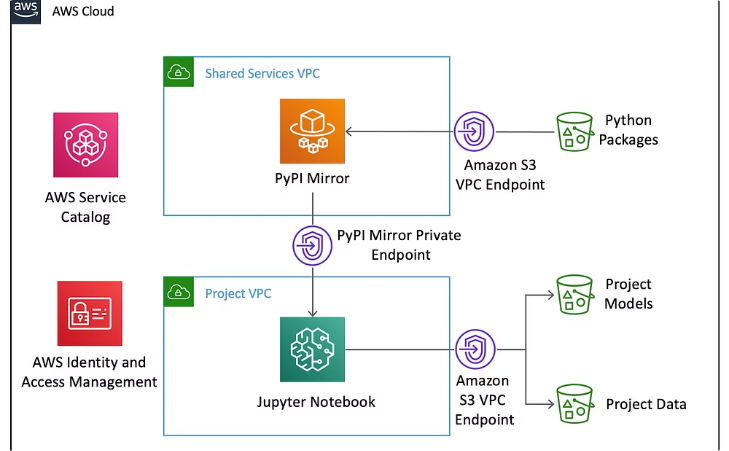 aws
AWS Cloud
Shared Services VPC
PyPI Mirror
Amazon S3
VPC Endpoint
Python
Packages
AWS Service
Catalog
PyPI Mirror Private
Endpoint
Project VPC
Jupyter Notebook
AWS Identity and
Access Management
Amazon
S3 VPC
Endpoint
Project
Models
Project Data